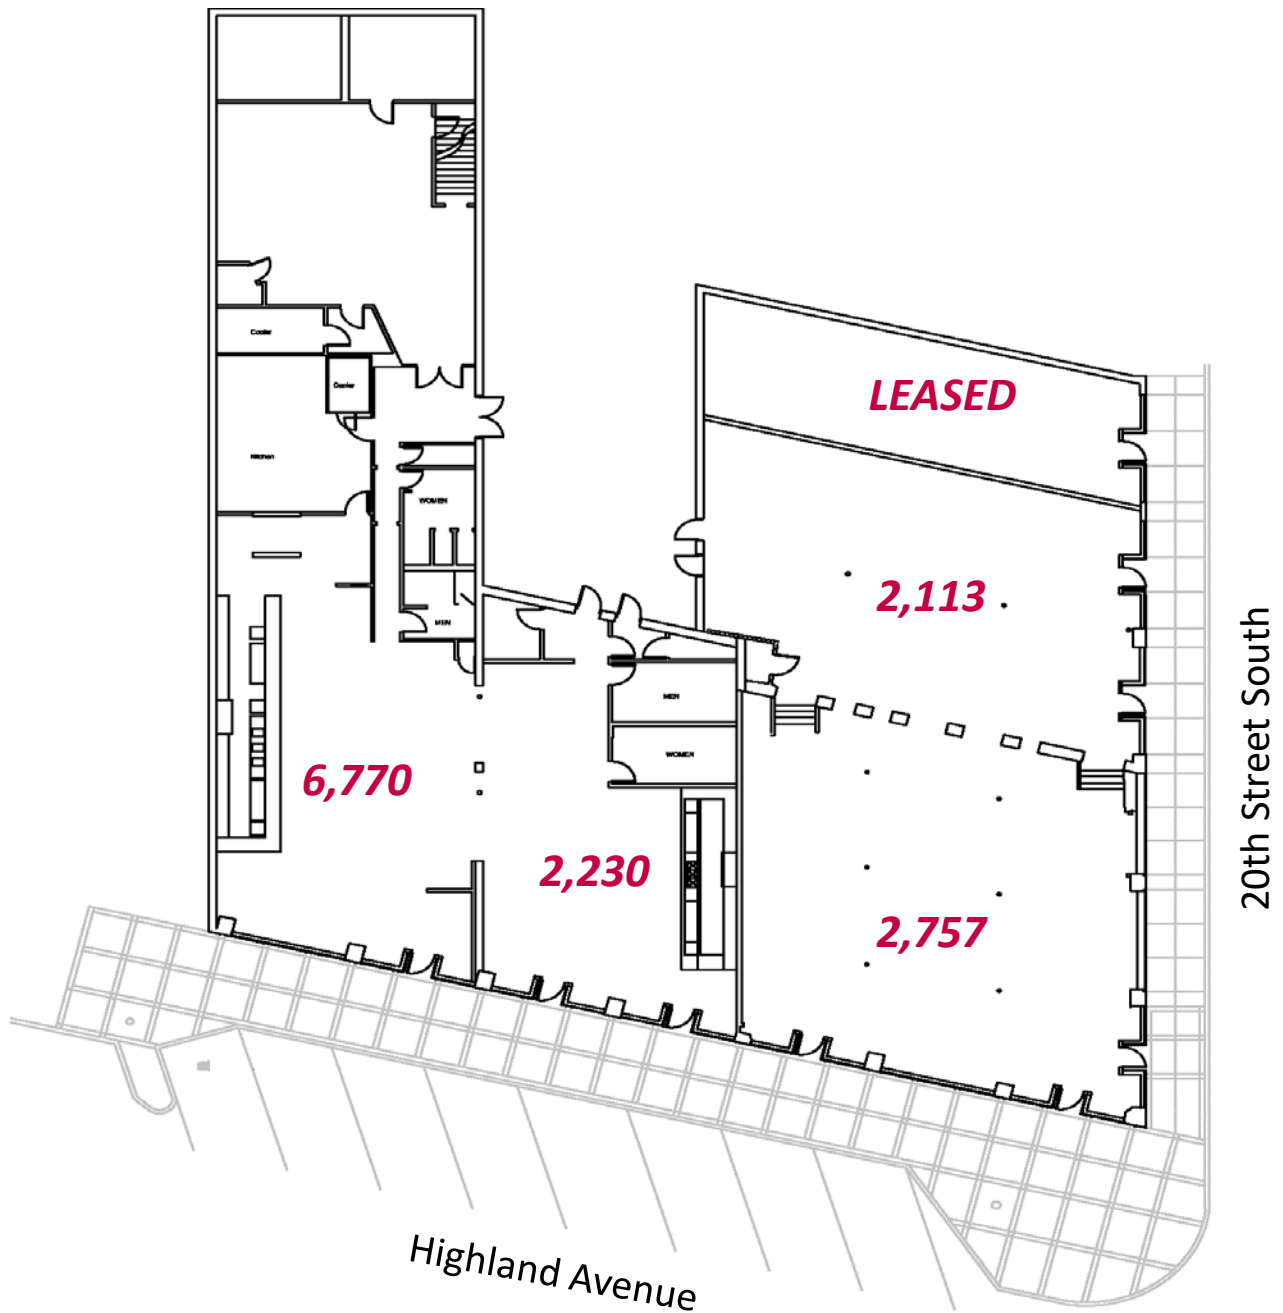 Cooler
Cooler
LEASED
Kitchen
WOMEN
2,113
MEN
MEN
WOMEN
6,770
2,230
2,757
20th Street South
Highland Avenue